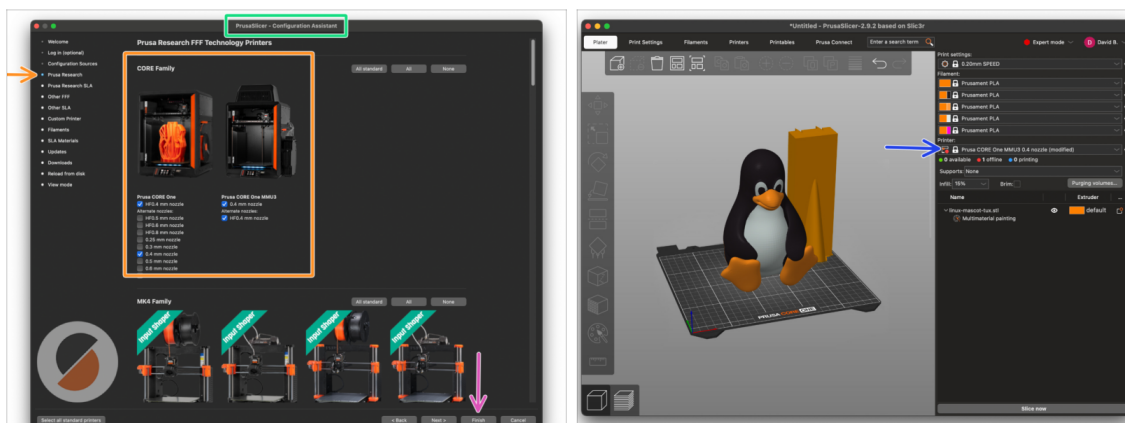 PrusaSlicer - Configuration Assistant
Welcome
Log in (optional)
Configuration Sources
Prusa Research
Prusa Research SLA
Other FFF
Other SLA
Custom Printer
Filaments
SLA Materials
Updates
Downloads
Reload from disk
View mode
Prusa Research FFF Technology Printers
CORE Family
All standard
All
None
Prusa CORE One
HF0.4 mm nozzle
Alternate nozzles:
HF0.5 mm nozzle
HF0.6 mm nozzle
HF0.8 mm nozzle
0.25 mm nozzle
0.3 mm nozzle
0.4 mm nozzle
0.5 mm nozzle
0.6 mm nozzle
Prusa CORE One MMU3
0.4 mm nozzle
Alternate nozzles:
HF0.4 mm nozzle
MK4 Family
All standard
All
None
Input Shaper
Input Shaper
Input Shaper
Input Shaper
Select all standard printers
< Back
Next >
Finish
Cancel
*Untitled - PrusaSlicer-2.9.2 based on Slic3r
Plater
Print Settings
Filaments
Printers
Printables
Prusa Connect
Enter a search term
Expert mode
D
David B.
Print settings:
0.20mm SPEED
Filament:
Prusament PLA
Prusament PLA
Prusament PLA
Prusament PLA
Prusament PLA
Printer:
Prusa CORE One MMU3 0.4 nozzle (modified)
0 available
1 offline
0 printing
Supports: None
Infill: 15%
Brim:
Purging volumes...
Name
Extruder
linux-mascot-tux.stl
default
Multimaterial painting
PRUSA CORE ONE
Slice now